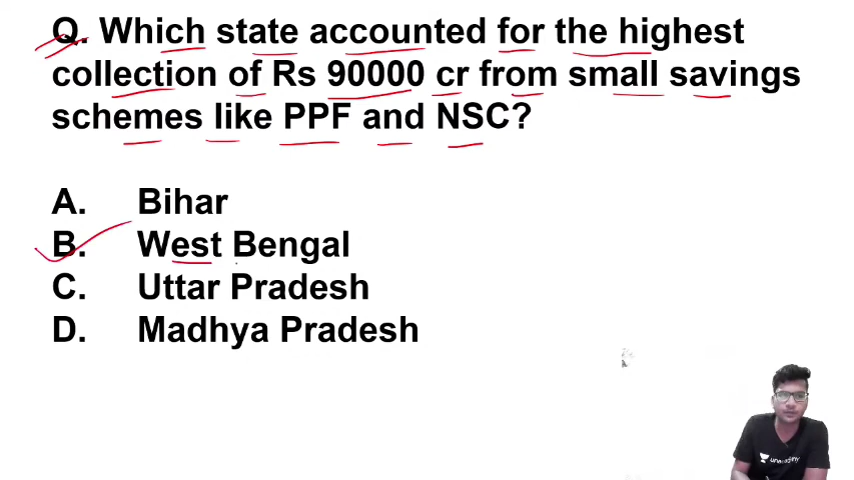 Q. Which state accounted for the highest
collection of Rs 90000 cr from small savings
schemes like PPF and NSC?
A. Bihar
B. West Bengal
C. Uttar Pradesh
D. Madhya Pradesh
unacademy